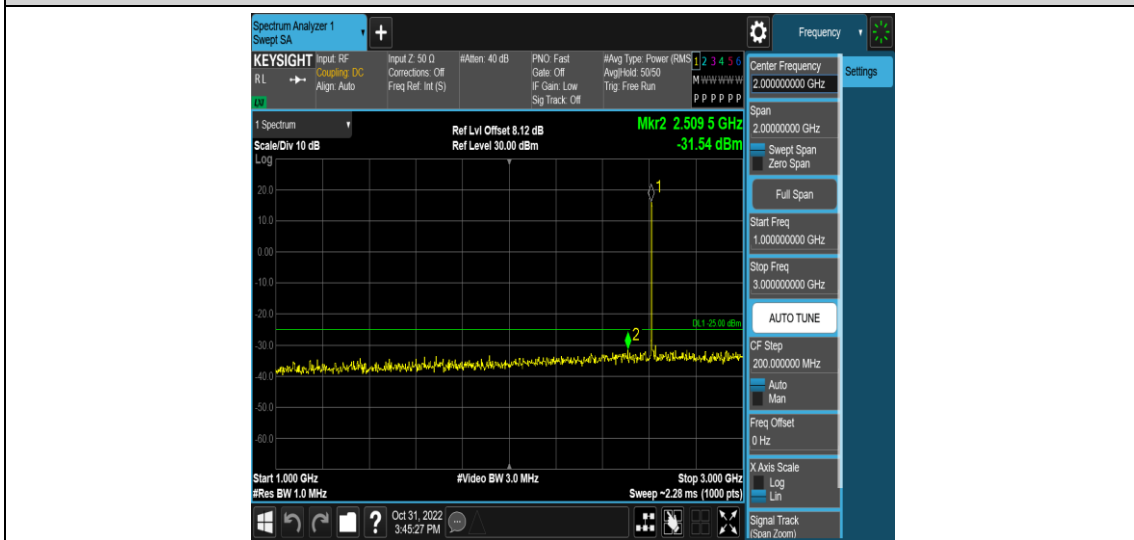 Spectrum Analyzer 1
Swept SA
+
Frequency
KEYSIGHT
RL
LXI
Input: RF
Coupling: DC
Align: Auto
Input Z: 50 Ω
Corrections: Off
Freq Ref: Int (S)
#Atten: 40 dB
PNO: Fast
Gate: Off
IF Gain: Low
Sig Track: Off
#Avg Type: Power (RMS
Avg|Hold: 50/50
Trig: Free Run
1 2 3 4 5 6
M W W W W W
P P P P P P
1 Spectrum
Scale/Div 10 dB
Ref Lvl Offset 8.12 dB
Ref Level 30.00 dBm
Mkr2 2.509 5 GHz
-31.54 dBm
Log
20.0
10.0
0.00
-10.0
-20.0
-30.0
-40.0
-50.0
-60.0
1
2
DL1 -25.00 dBm
Start 1.000 GHz
#Res BW 1.0 MHz
#Video BW 3.0 MHz
Stop 3.000 GHz
Sweep ~2.28 ms (1000 pts)
?
Oct 31, 2022
3:45:27 PM
Center Frequency
2.000000000 GHz
Settings
Span
2.00000000 GHz
Swept Span
Zero Span
Full Span
Start Freq
1.000000000 GHz
Stop Freq
3.000000000 GHz
AUTO TUNE
CF Step
200.000000 MHz
Auto
Man
Freq Offset
0 Hz
X Axis Scale
Log
Lin
Signal Track
(Span Zoom)